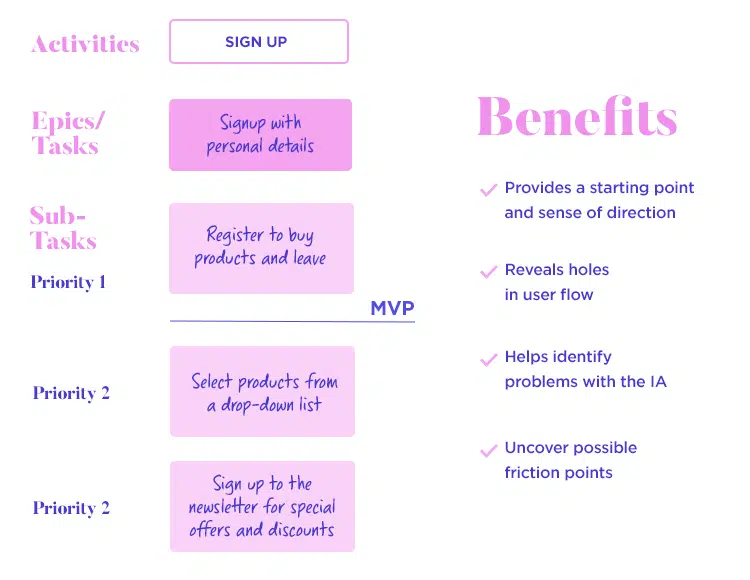 Activities
SIGN UP
Epics/
Tasks
Signup with
personal details
Sub-
Tasks
Priority 1
Register to buy
products and leave
MVP
Priority 2
Select products from
a drop-down list
Priority 2
Sign up to the
newsletter for special
offers and discounts
Benefits
Provides a starting point
and sense of direction
Reveals holes
in user flow
Helps identify
problems with the IA
Uncover possible
friction points